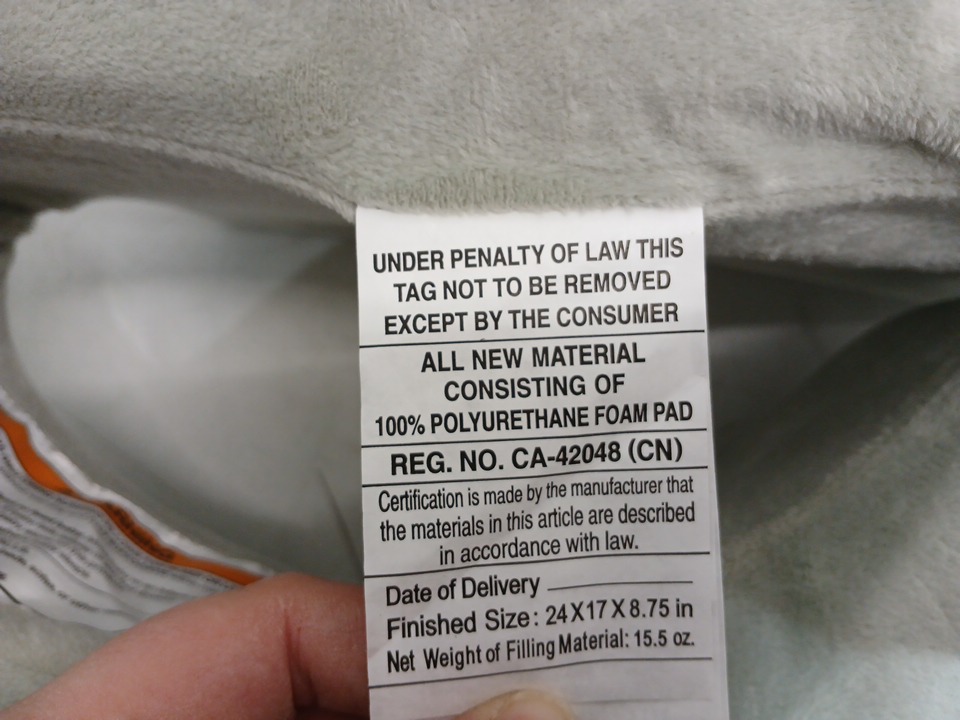 UNDER PENALTY OF LAW THIS
TAG NOT TO BE REMOVED
EXCEPT BY THE CONSUMER
ALL NEW MATERIAL
CONSISTING OF
100% POLYURETHANE FOAM PAD
REG. NO. CA-42048 (CN)
Certification is made by the manufacturer that
the materials in this article are described
in accordance with law.
Date of Delivery
Finished Size: 24X17X8.75 in
Net Weight of Filling Material: 15.5 oz.